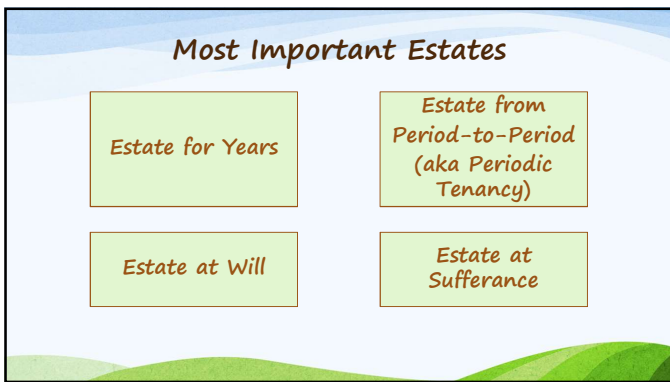 Most Important Estates
Estate for Years
Estate from
Period-to-Period
(aka Periodic
Tenancy)
Estate at Will
Estate at
Sufferance